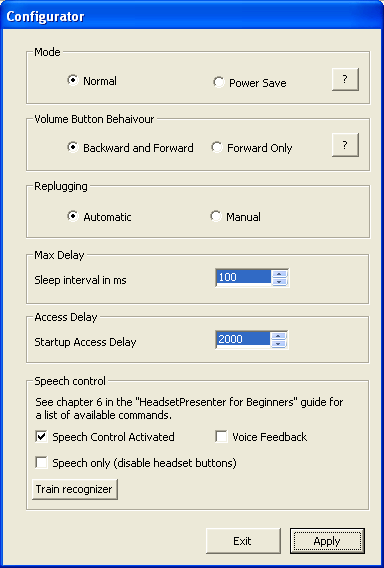 Configurator
Mode
Normal
Power Save
?
Volume Button Behaivour
Backward and Forward
Forward Only
?
Replugging
Automatic
Manual
Max Delay
Sleep interval in ms
100
Access Delay
Startup Access Delay
2000
Speech control
See chapter 6 in the "HeadsetPresenter for Beginners" guide for
a list of available commands.
Speech Control Activated
Voice Feedback
Speech only (disable headset buttons)
Train recognizer
Exit
Apply